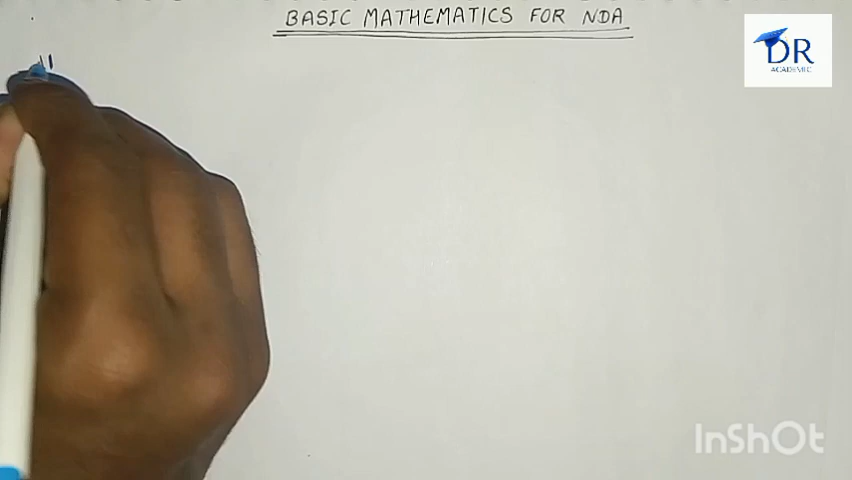 BASIC MATHEMATICS FOR NDA
DR
ACADEMIC
InShOt